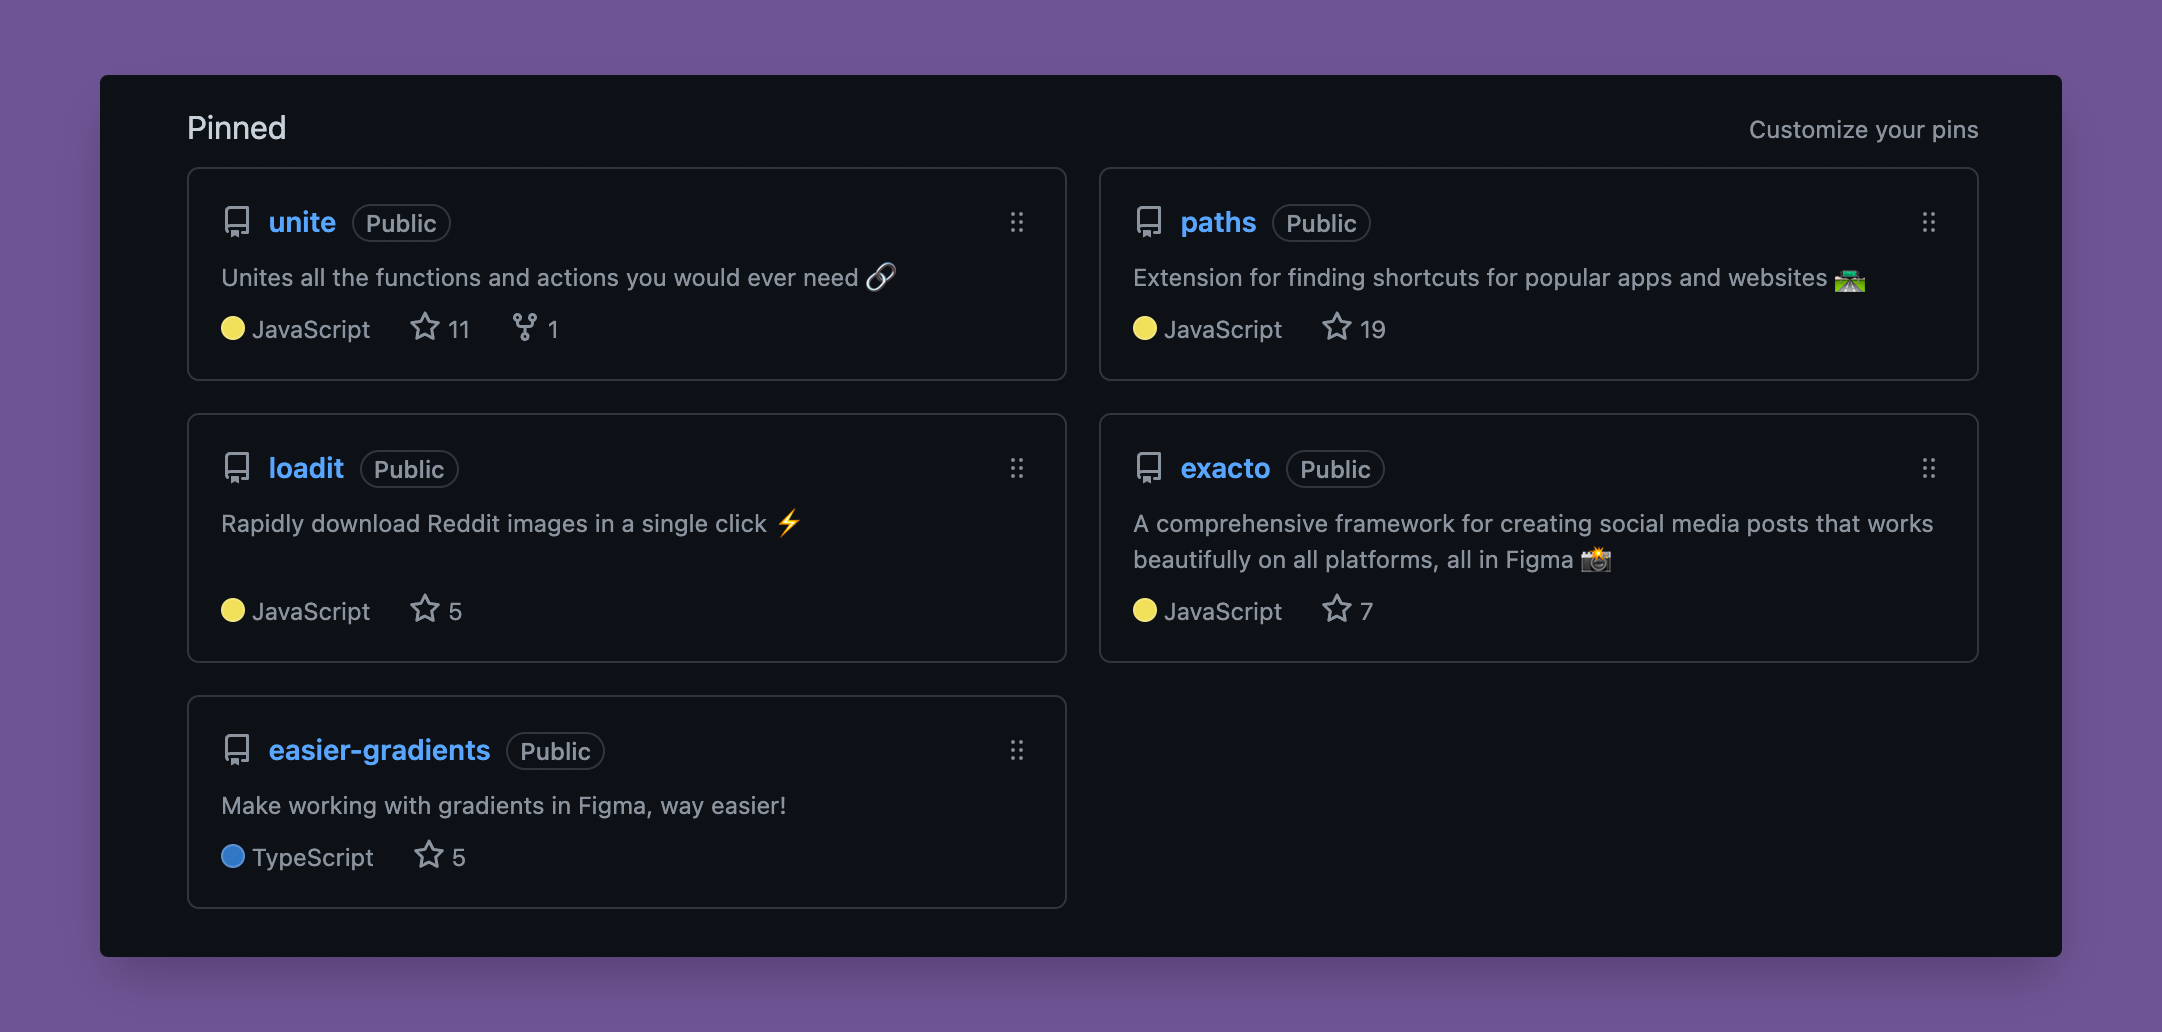 Pinned
Customize your pins
unite Public
Unites all the functions and actions you would ever need 🔗
JavaScript 11 1
paths Public
Extension for finding shortcuts for popular apps and websites 🛣️
JavaScript 19
loadit Public
Rapidly download Reddit images in a single click ⚡
JavaScript 5
exacto Public
A comprehensive framework for creating social media posts that works
beautifully on all platforms, all in Figma 📸
JavaScript 7
easier-gradients Public
Make working with gradients in Figma, way easier!
TypeScript 5